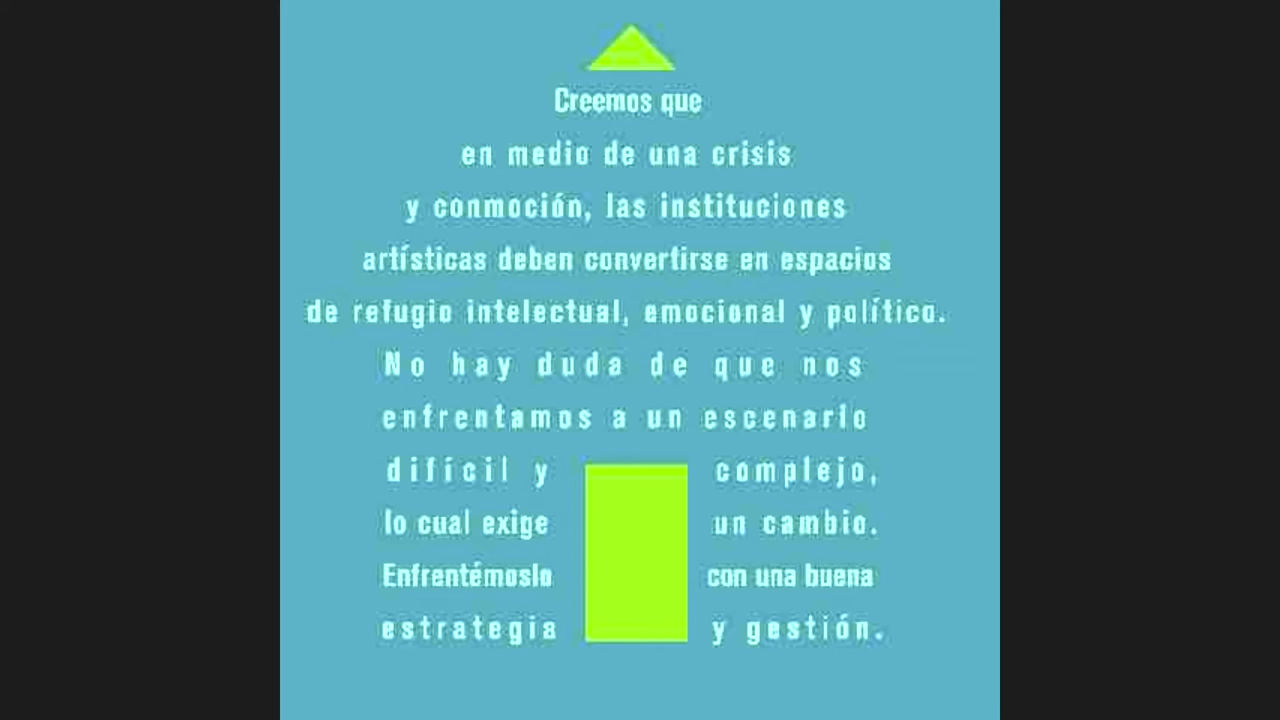 Creemos que
en medio de una crisis
y conmoción, las instituciones
artísticas deben convertirse en espacios
de refugio intelectual, emocional y política.
No hay duda de que nos
enfrentamos a un escenario
difícil y complejo,
lo cual exige un cambio.
Enfrentémoslo con una buena
estrategia y gestión.